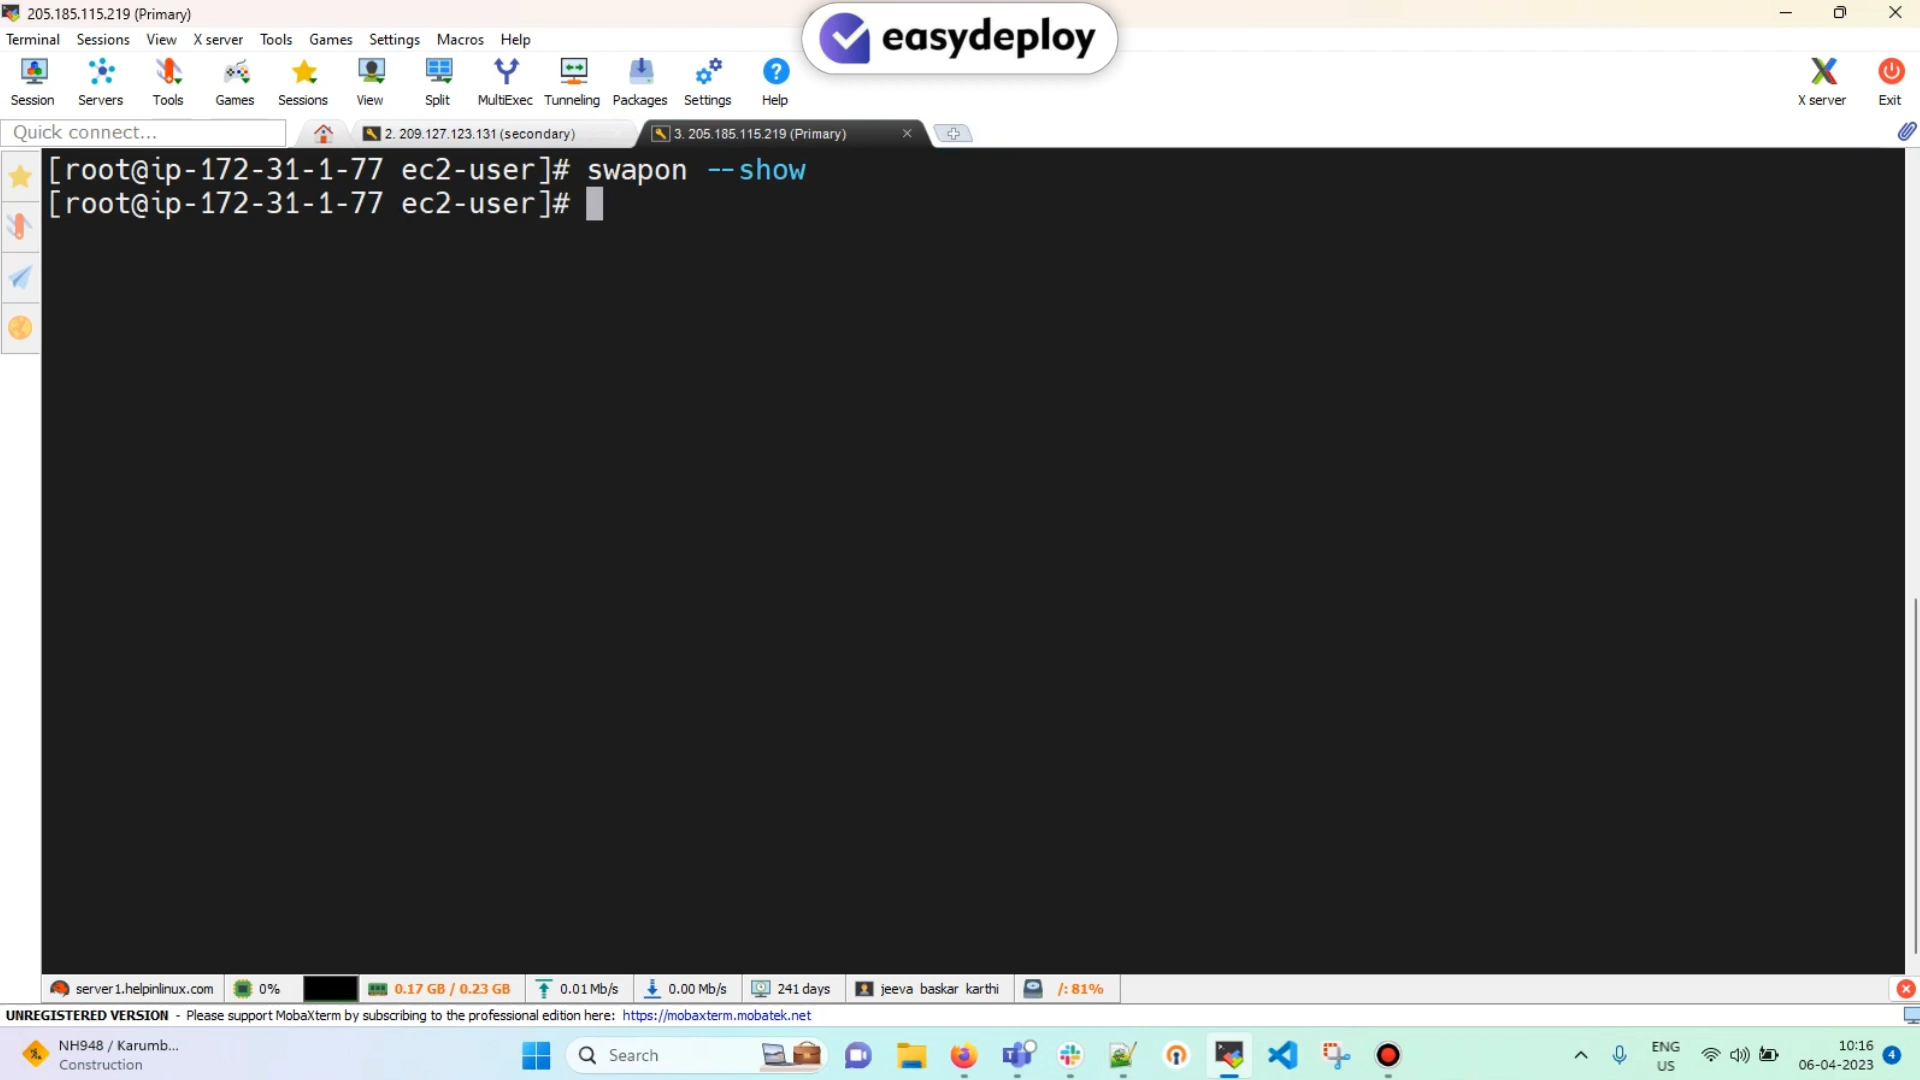 205.185.115.219 (Primary)
easydeploy
Terminal Sessions View X server Tools Games Settings Macros Help
Session Servers Tools Games Sessions View Split MultiExec Tunneling Packages Settings Help X server Exit
Quick connect... 2. 209.127.123.131 (secondary) 3. 205.185.115.219 (Primary)
[root@ip-172-31-1-77 ec2-user]# swapon --show
[root@ip-172-31-1-77 ec2-user]#
server1.helpinlinux.com 0% 0.17 GB / 0.23 GB 0.01 Mb/s 0.00 Mb/s 241 days jeeva baskar karthi /: 81%
UNREGISTERED VERSION - Please support MobaXterm by subscribing to the professional edition here: https://mobaxterm.mobatek.net
NH948 / Karumb...
Construction
Search
ENG
US
10:16
06-04-2023
4